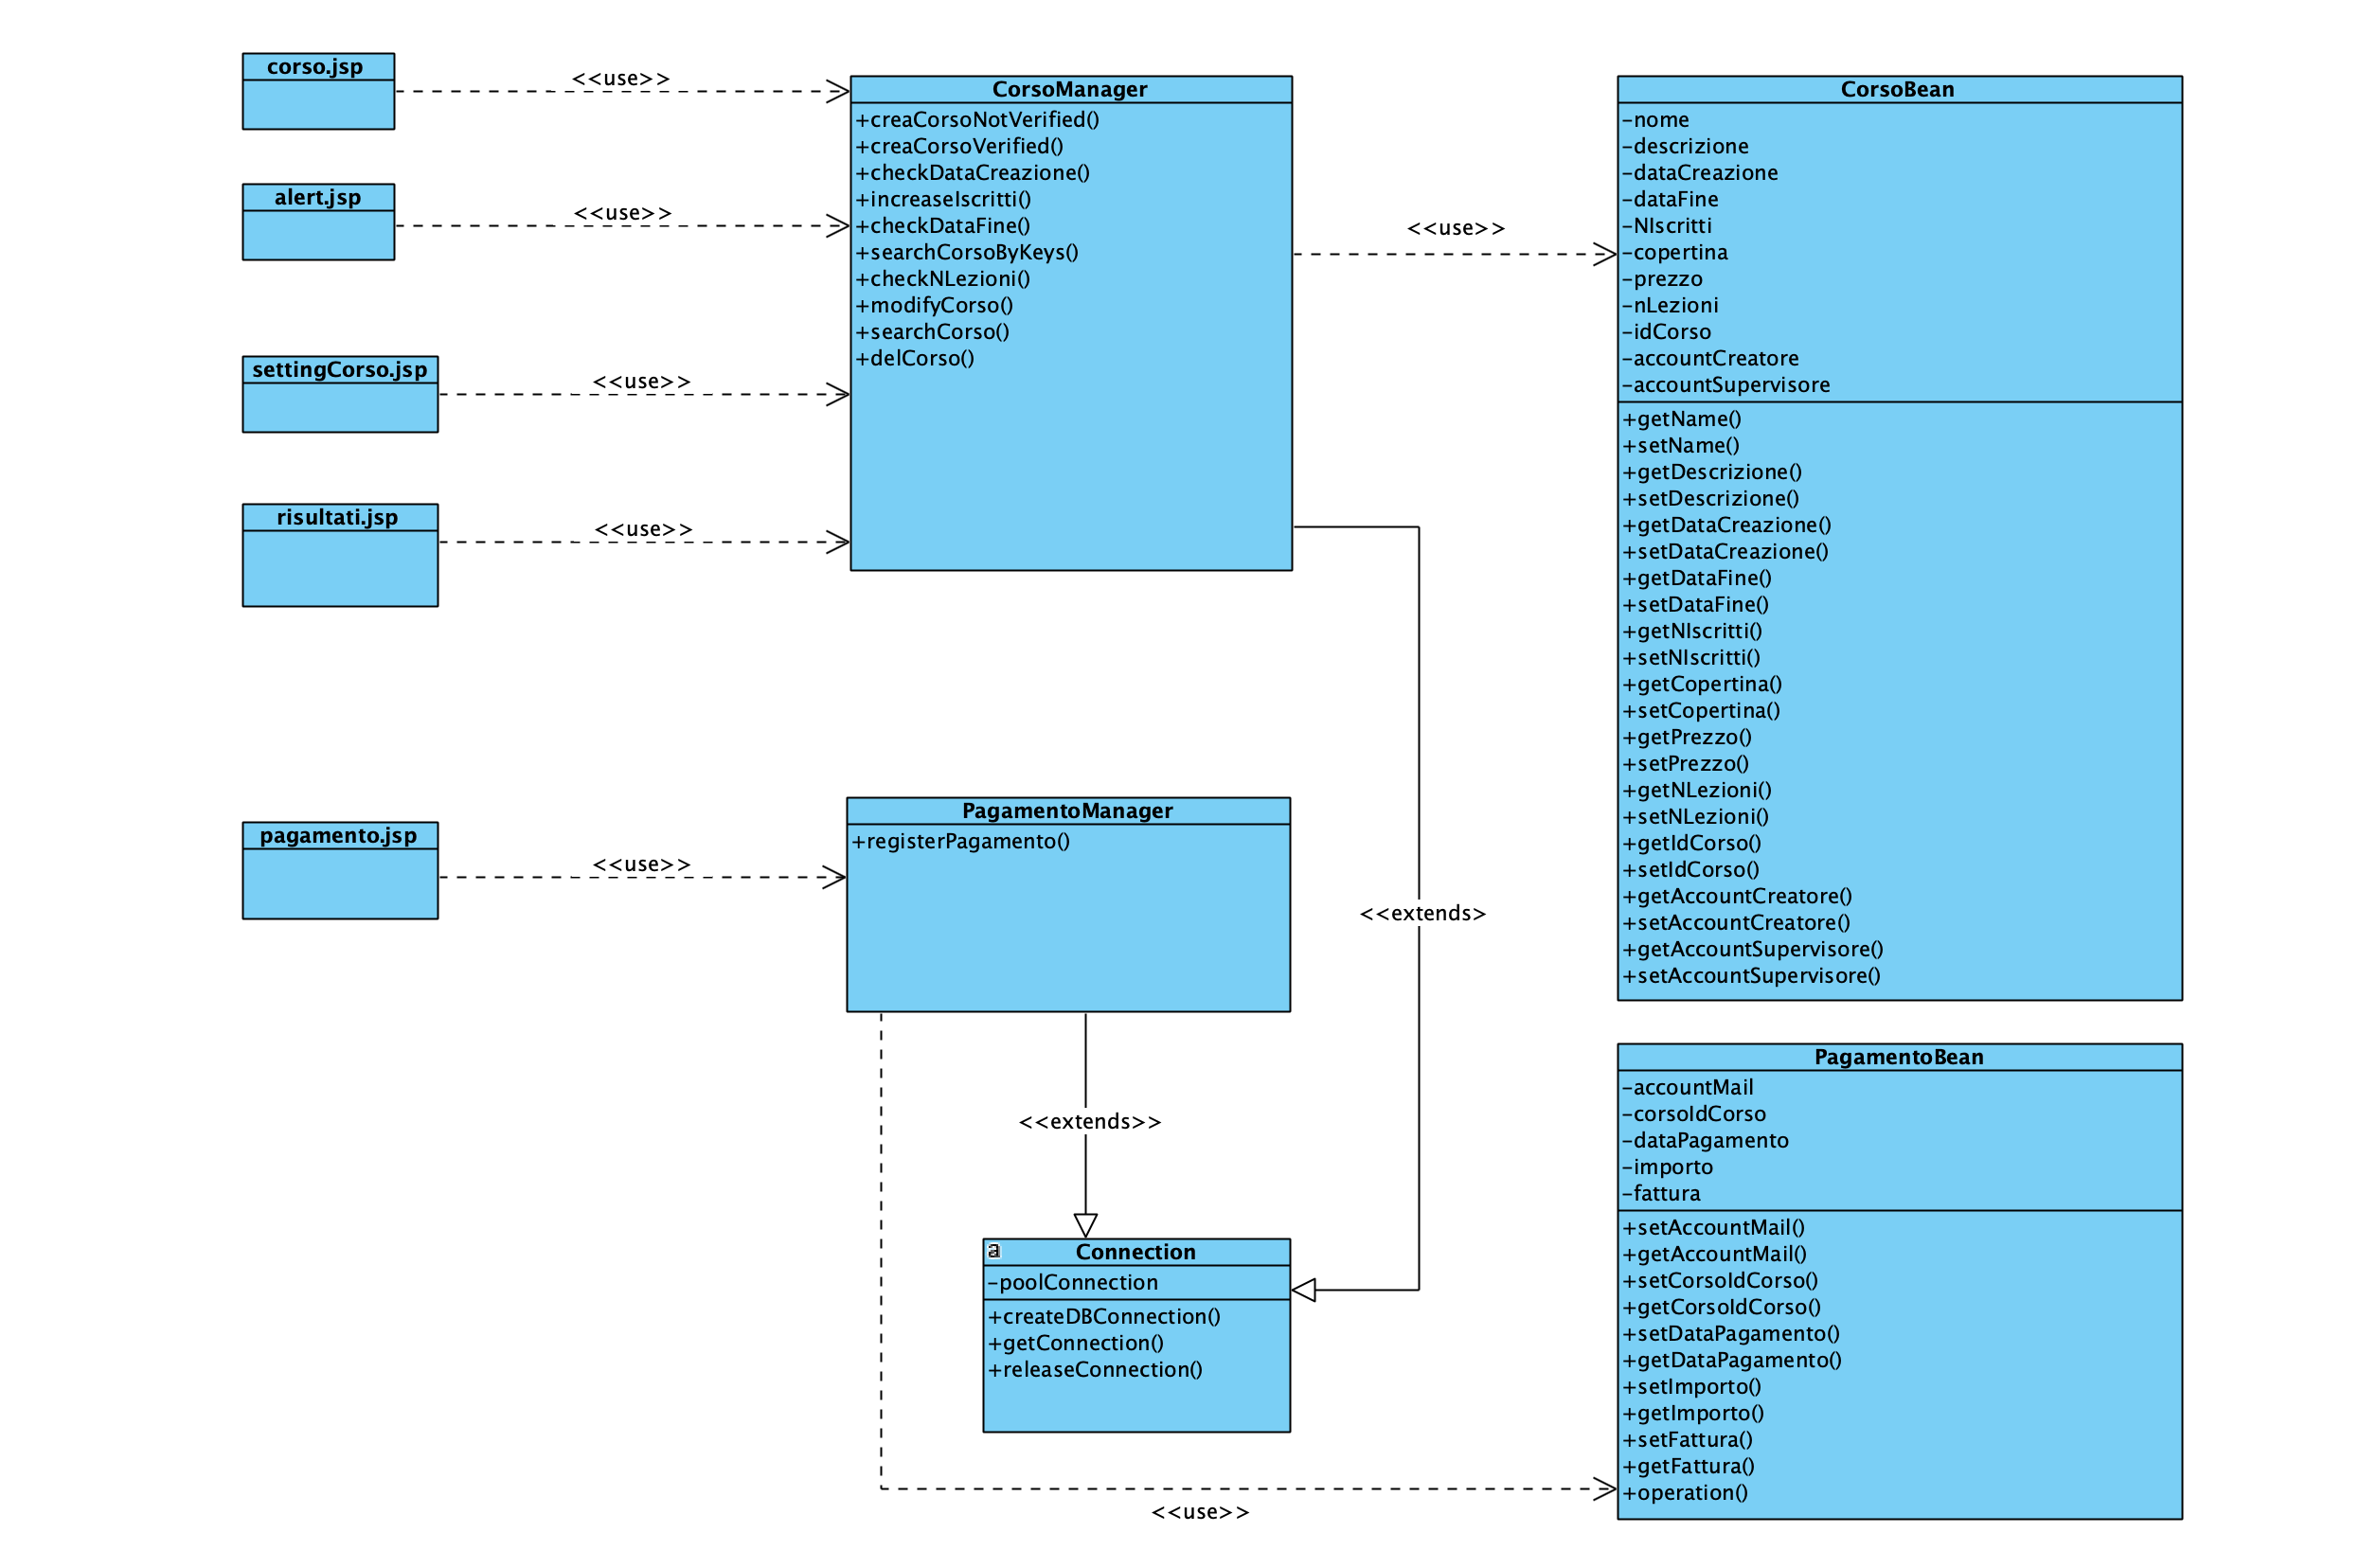 corso.jsp
<<use>>
alert.jsp
<<use>>
settingCorso.jsp
<<use>>
risultati.jsp
<<use>>
CorsoManager
+creaCorsoNotVerified()
+creaCorsoVerified()
+checkDataCreazione()
+increaseIscritti()
+checkDataFine()
+searchCorsoByKeys()
+checkNLezioni()
+modifyCorso()
+searchCorso()
+delCorso()
<<use>>
CorsoBean
-nome
-descrizione
-dataCreazione
-dataFine
-NIscritti
-copertina
-prezzo
-nLezioni
-idCorso
-accountCreatore
-accountSupervisore
+getName()
+setName()
+getDescrizione()
+setDescrizione()
+getDataCreazione()
+setDataCreazione()
+getDataFine()
+setDataFine()
+getNIscritti()
+setNIscritti()
+getCopertina()
+setCopertina()
+getPrezzo()
+setPrezzo()
+getNLezioni()
+setNLezioni()
+getIdCorso()
+setIdCorso()
+getAccountCreatore()
+setAccountCreatore()
+getAccountSupervisore()
+setAccountSupervisore()
pagamento.jsp
<<use>>
PagamentoManager
+registerPagamento()
<<extends>
<<extends>>
a
Connection
-poolConnection
+createDBConnection()
+getConnection()
+releaseConnection()
<<use>>
PagamentoBean
-accountMail
-corsoIdCorso
-dataPagamento
-importo
-fattura
+setAccountMail()
+getAccountMail()
+setCorsoIdCorso()
+getCorsoIdCorso()
+setDataPagamento()
+getDataPagamento()
+setImporto()
+getImporto()
+setFattura()
+getFattura()
+operation()